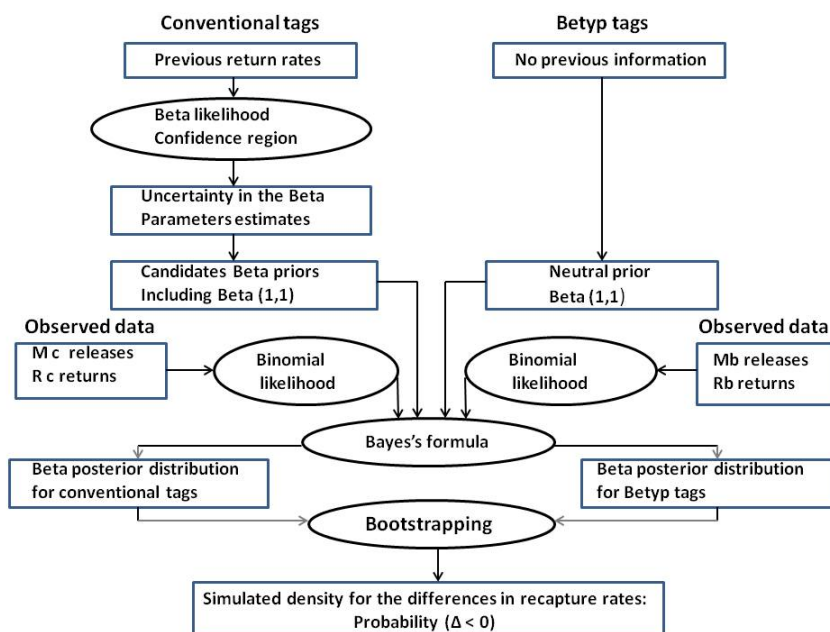 Conventional tags
Betyp tags
Previous return rates
No previous information
Beta likelihood
Confidence region
Uncertainty in the Beta
Parameters estimates
Candidates Beta priors
Including Beta (1,1)
Neutral prior
Beta (1,1)
Observed data
Observed data
M c releases
R c returns
Binomial
likelihood
Binomial
likelihood
Mb releases
Rb returns
Bayes's formula
Beta posterior distribution
for conventional tags
Beta posterior distribution
for Betyp tags
Bootstrapping
Simulated density for the differences in recapture rates:
Probability (Δ < 0)